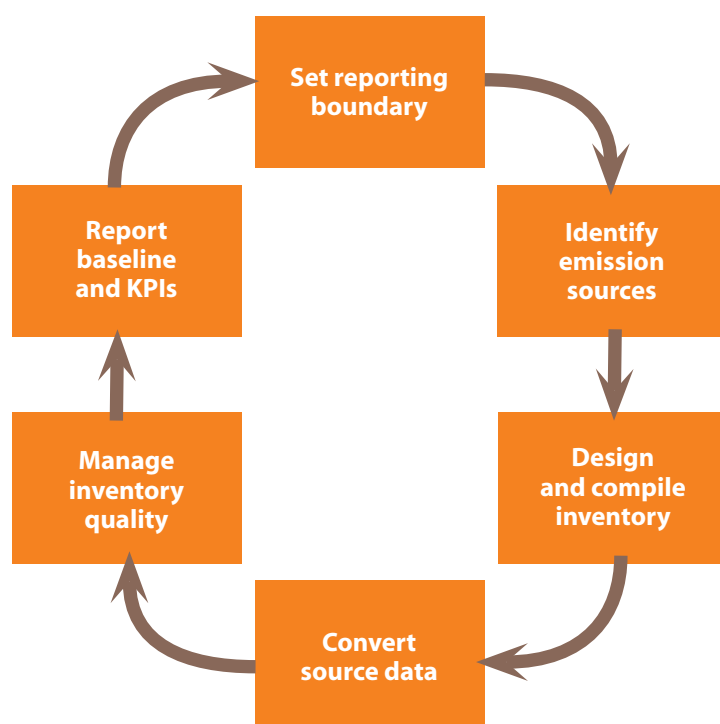 Set reporting
boundary
Identify
emission
sources
Design
and compile
inventory
Convert
source data
Manage
inventory
quality
Report
baseline
and KPIs